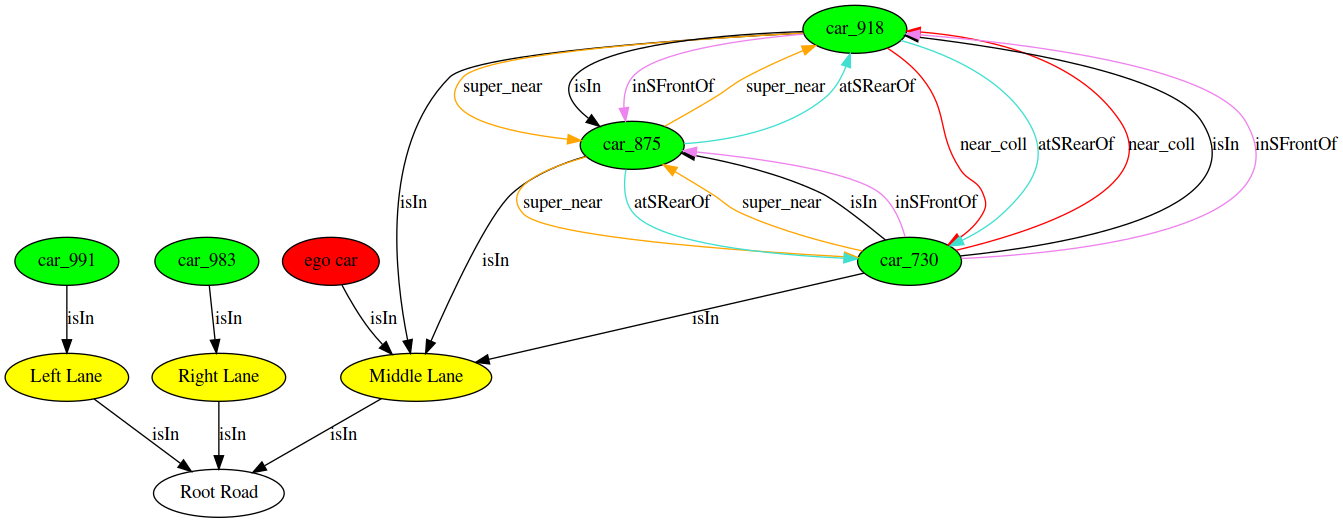 car_918
super_near
isIn
inSFrontOf
super_near
atSRearOf
car_875
near_coll
atSRearOf
near_coll
isIn
inSFrontOf
isIn
super_near
atSRearOf
super_near
isIn
inSFrontOf
car_991
car_983
ego car
isIn
car_730
isIn
isIn
isIn
isIn
Left Lane
Right Lane
Middle Lane
isIn
isIn
isIn
Root Road